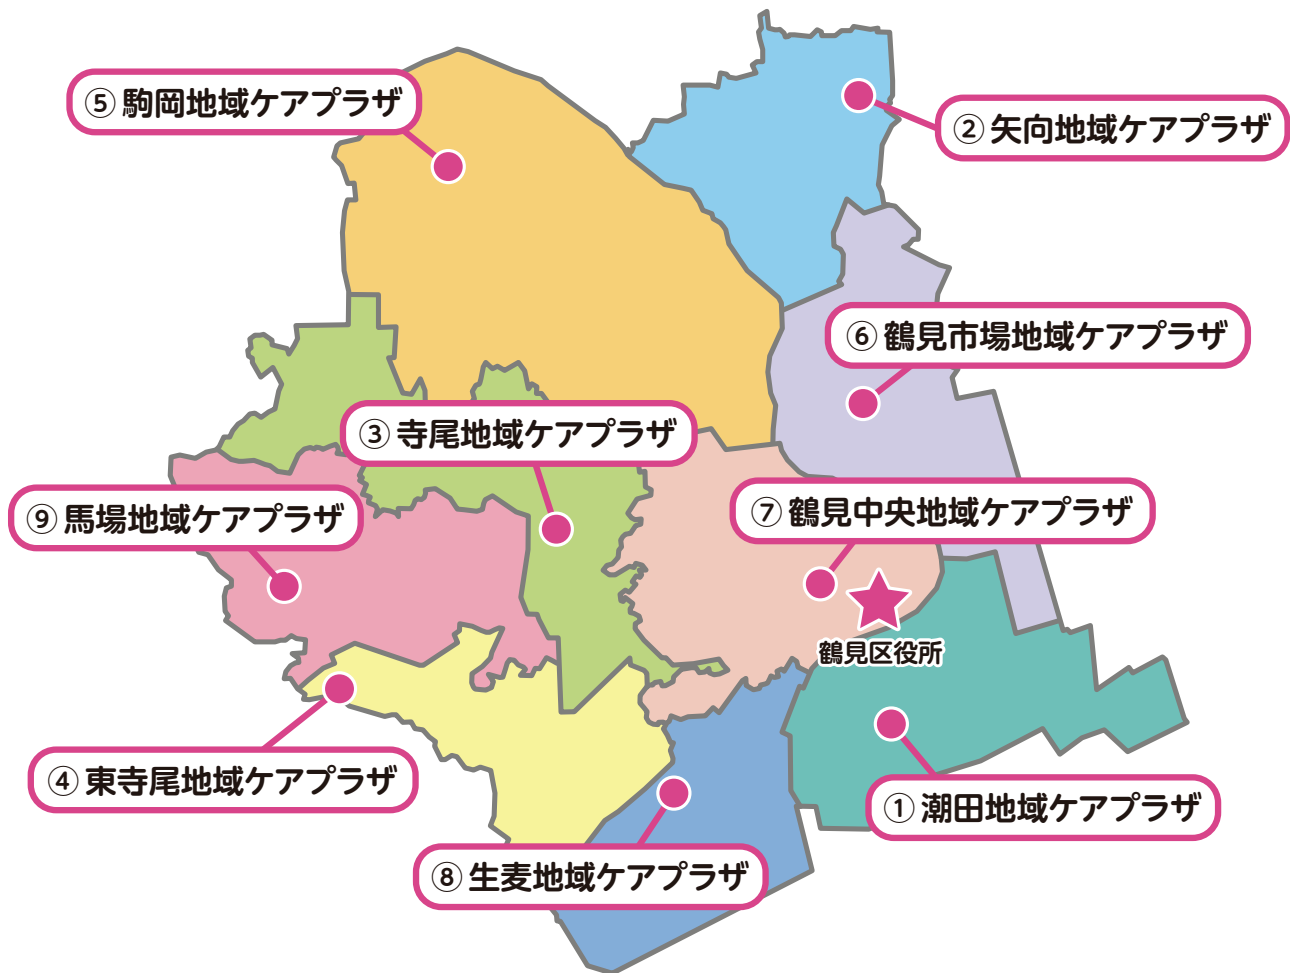 ⑤ 駒岡地域ケアプラザ
② 矢向地域ケアプラザ
⑥ 鶴見市場地域ケアプラザ
③ 寺尾地域ケアプラザ
⑨ 馬場地域ケアプラザ
⑦ 鶴見中央地域ケアプラザ
鶴見区役所
④ 東寺尾地域ケアプラザ
① 潮田地域ケアプラザ
⑧ 生麦地域ケアプラザ